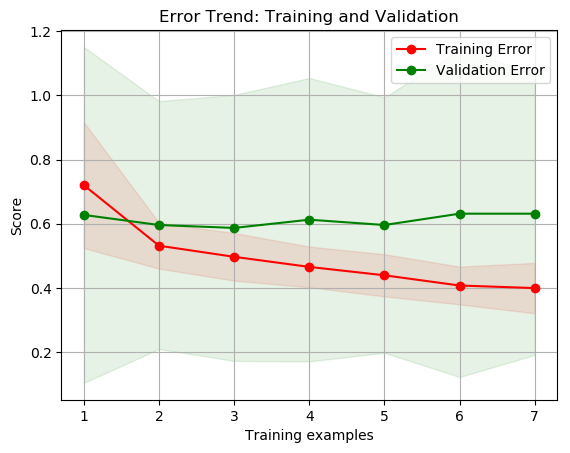 Error Trend: Training and Validation
Training Error
Validation Error
Score
1.2
1.0
0.8
0.6
0.4
0.2
1 2 3 4 5 6 7
Training examples